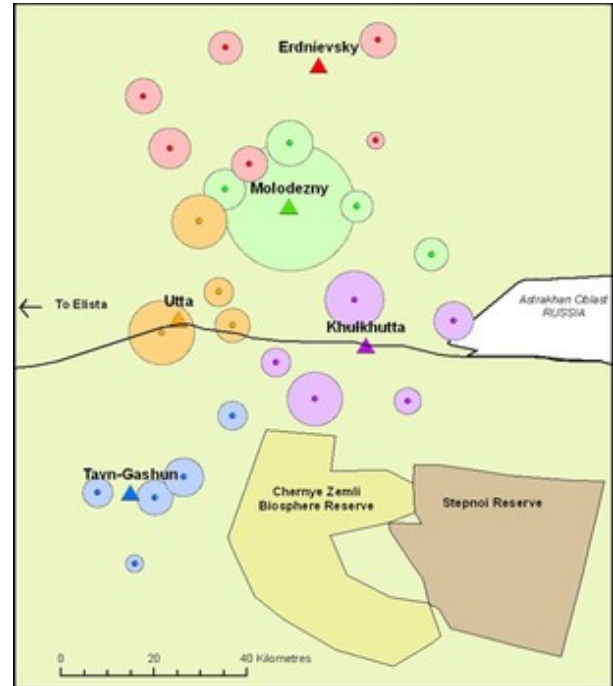 Erdnievsky
Molodezny
To Elista
Utta
Khulkhutta
Astrakhan Oblast
RUSSIA
Tavn-Gashun
Chernye Zemli
Biosphere Reserve
Stepnoi Reserve
0 20 40 Kilometres